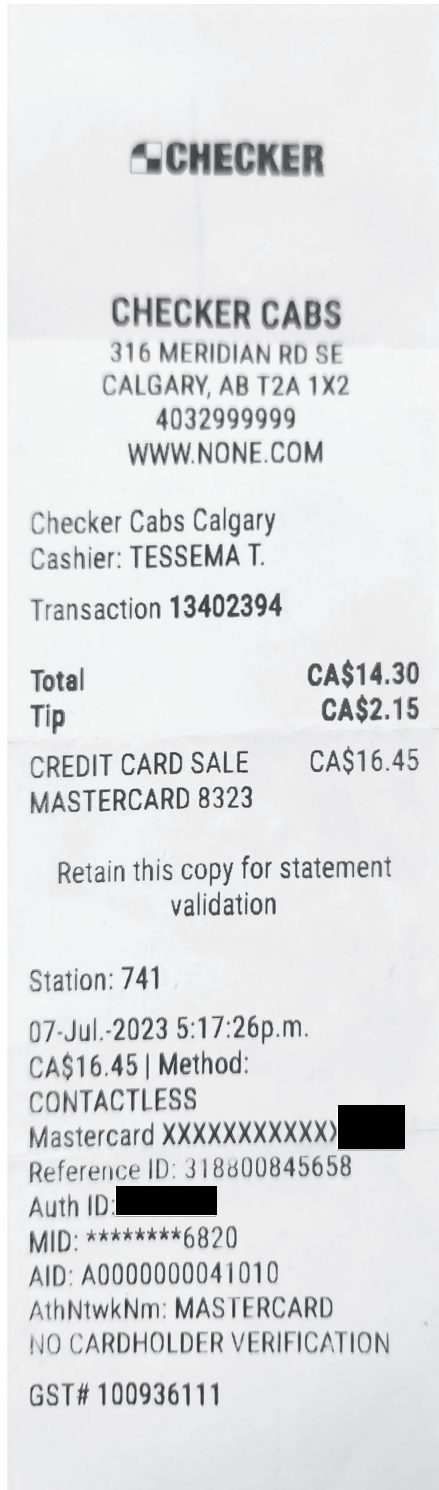 CHECKER
CHECKER CABS
316 MERIDIAN RD SE
CALGARY, AB T2A 1X2
4032999999
WWW.NONE.COM
Checker Cabs Calgary
Cashier: TESSEMA T.
Transaction 13402394
Total CA$14.30
Tip CA$2.15
CREDIT CARD SALE CA$16.45
MASTERCARD 8323
Retain this copy for statement
validation
Station: 741
07-Jul.-2023 5:17:26p.m.
CA$16.45 | Method:
CONTACTLESS
Mastercard XXXXXXXXXXXX
Reference ID: 318800845658
Auth ID:
MID: ********6820
AID: A0000000041010
AthNtwkNm: MASTERCARD
NO CARDHOLDER VERIFICATION
GST# 100936111